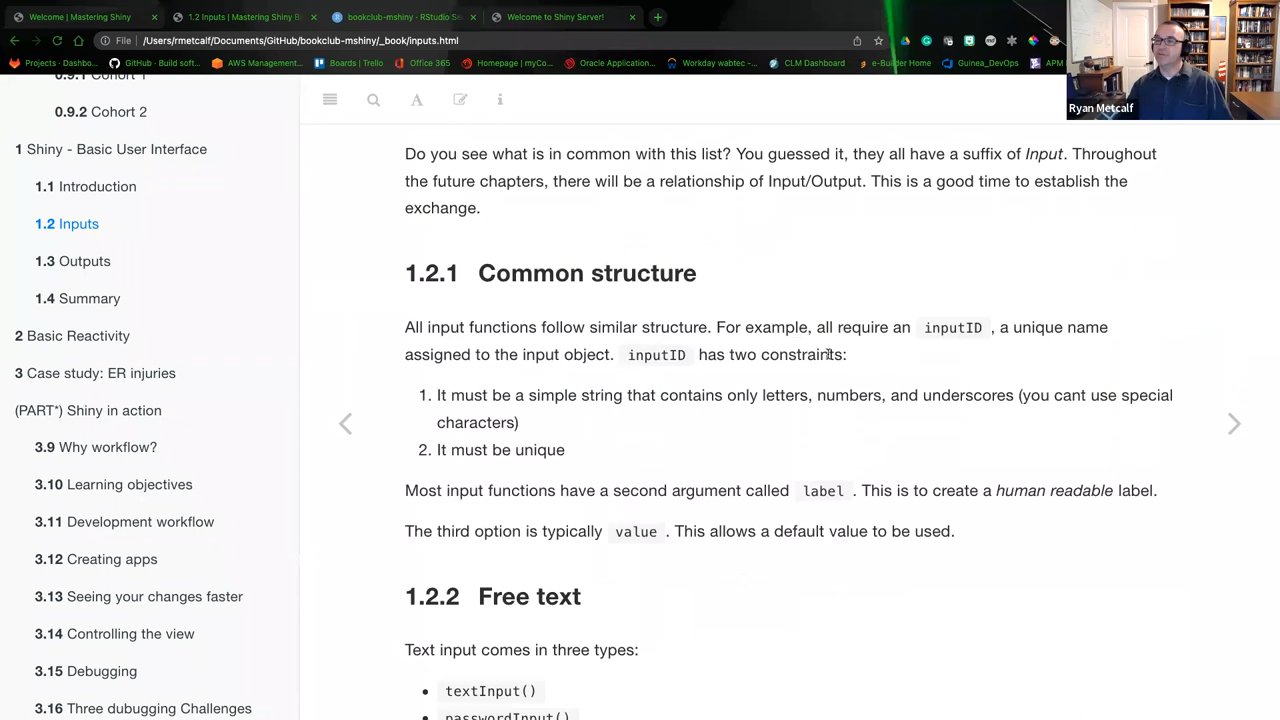 Welcome | Mastering Shiny
1.2 Inputs | Mastering Shiny B
bookclub-mshiny - RStudio Se
Welcome to Shiny Server!
File /Users/rmetcalf/Documents/GitHub/bookclub-mshiny/_book/inputs.html
Projects · Dashbo...
GitHub · Build soft...
AWS Management...
Boards | Trello
Office 365
Homepage | myCo...
Oracle Application...
Workday wabtec -...
CLM Dashboard
e-Builder Home
Guinea_DevOps
APM
Ryan Metcalf
0.9.1 Cohort 1
0.9.2 Cohort 2
1 Shiny - Basic User Interface
1.1 Introduction
1.2 Inputs
1.3 Outputs
1.4 Summary
2 Basic Reactivity
3 Case study: ER injuries
(PART*) Shiny in action
3.9 Why workflow?
3.10 Learning objectives
3.11 Development workflow
3.12 Creating apps
3.13 Seeing your changes faster
3.14 Controlling the view
3.15 Debugging
3.16 Three dubugging Challenges
Do you see what is in common with this list? You guessed it, they all have a suffix of Input. Throughout
the future chapters, there will be a relationship of Input/Output. This is a good time to establish the
exchange.
1.2.1 Common structure
All input functions follow similar structure. For example, all require an inputID , a unique name
assigned to the input object. inputID has two constraints:
1. It must be a simple string that contains only letters, numbers, and underscores (you cant use special
characters)
2. It must be unique
Most input functions have a second argument called label . This is to create a human readable label.
The third option is typically value . This allows a default value to be used.
1.2.2 Free text
Text input comes in three types:
• textInput()
• passwordInput()